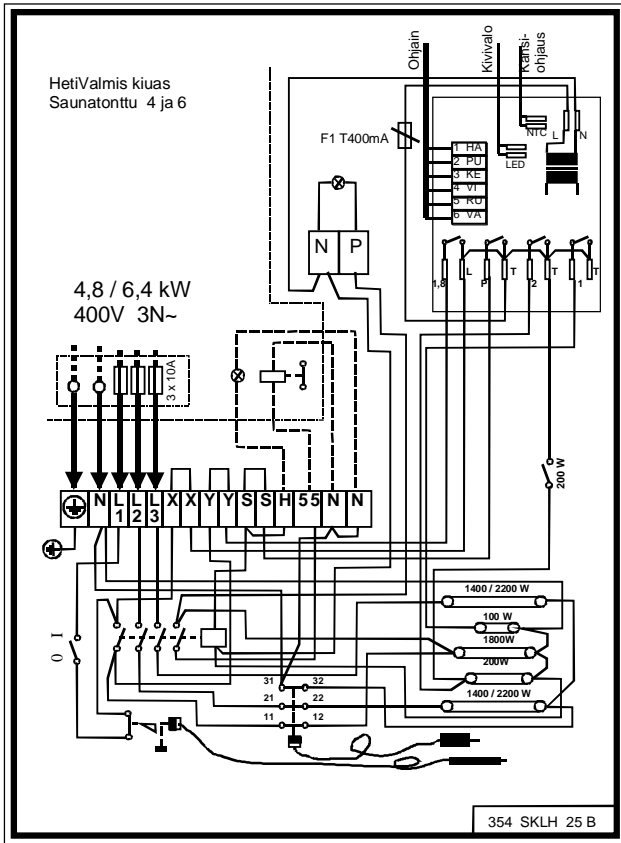 HetiValmis kiuas
Saunatonttu 4 ja 6
Ohjain
Kivivalo
Kansi-
ohjaus
F1 T400mA
NTC
LED
L
N
1 HA
2 PU
3 KE
4 VI
5 RU
6 VA
N P
1,8 L P T 2 T 1 T
4,8 / 6,4 kW
400V 3N~
3 x 10A
200 W
N L1 L2 L3 X X Y Y S S H 55 N N
I
0
1400 / 2200 W
100 W
1800W
200W
1400 / 2200 W
31 32
21 22
11 12
354 SKLH 25 B